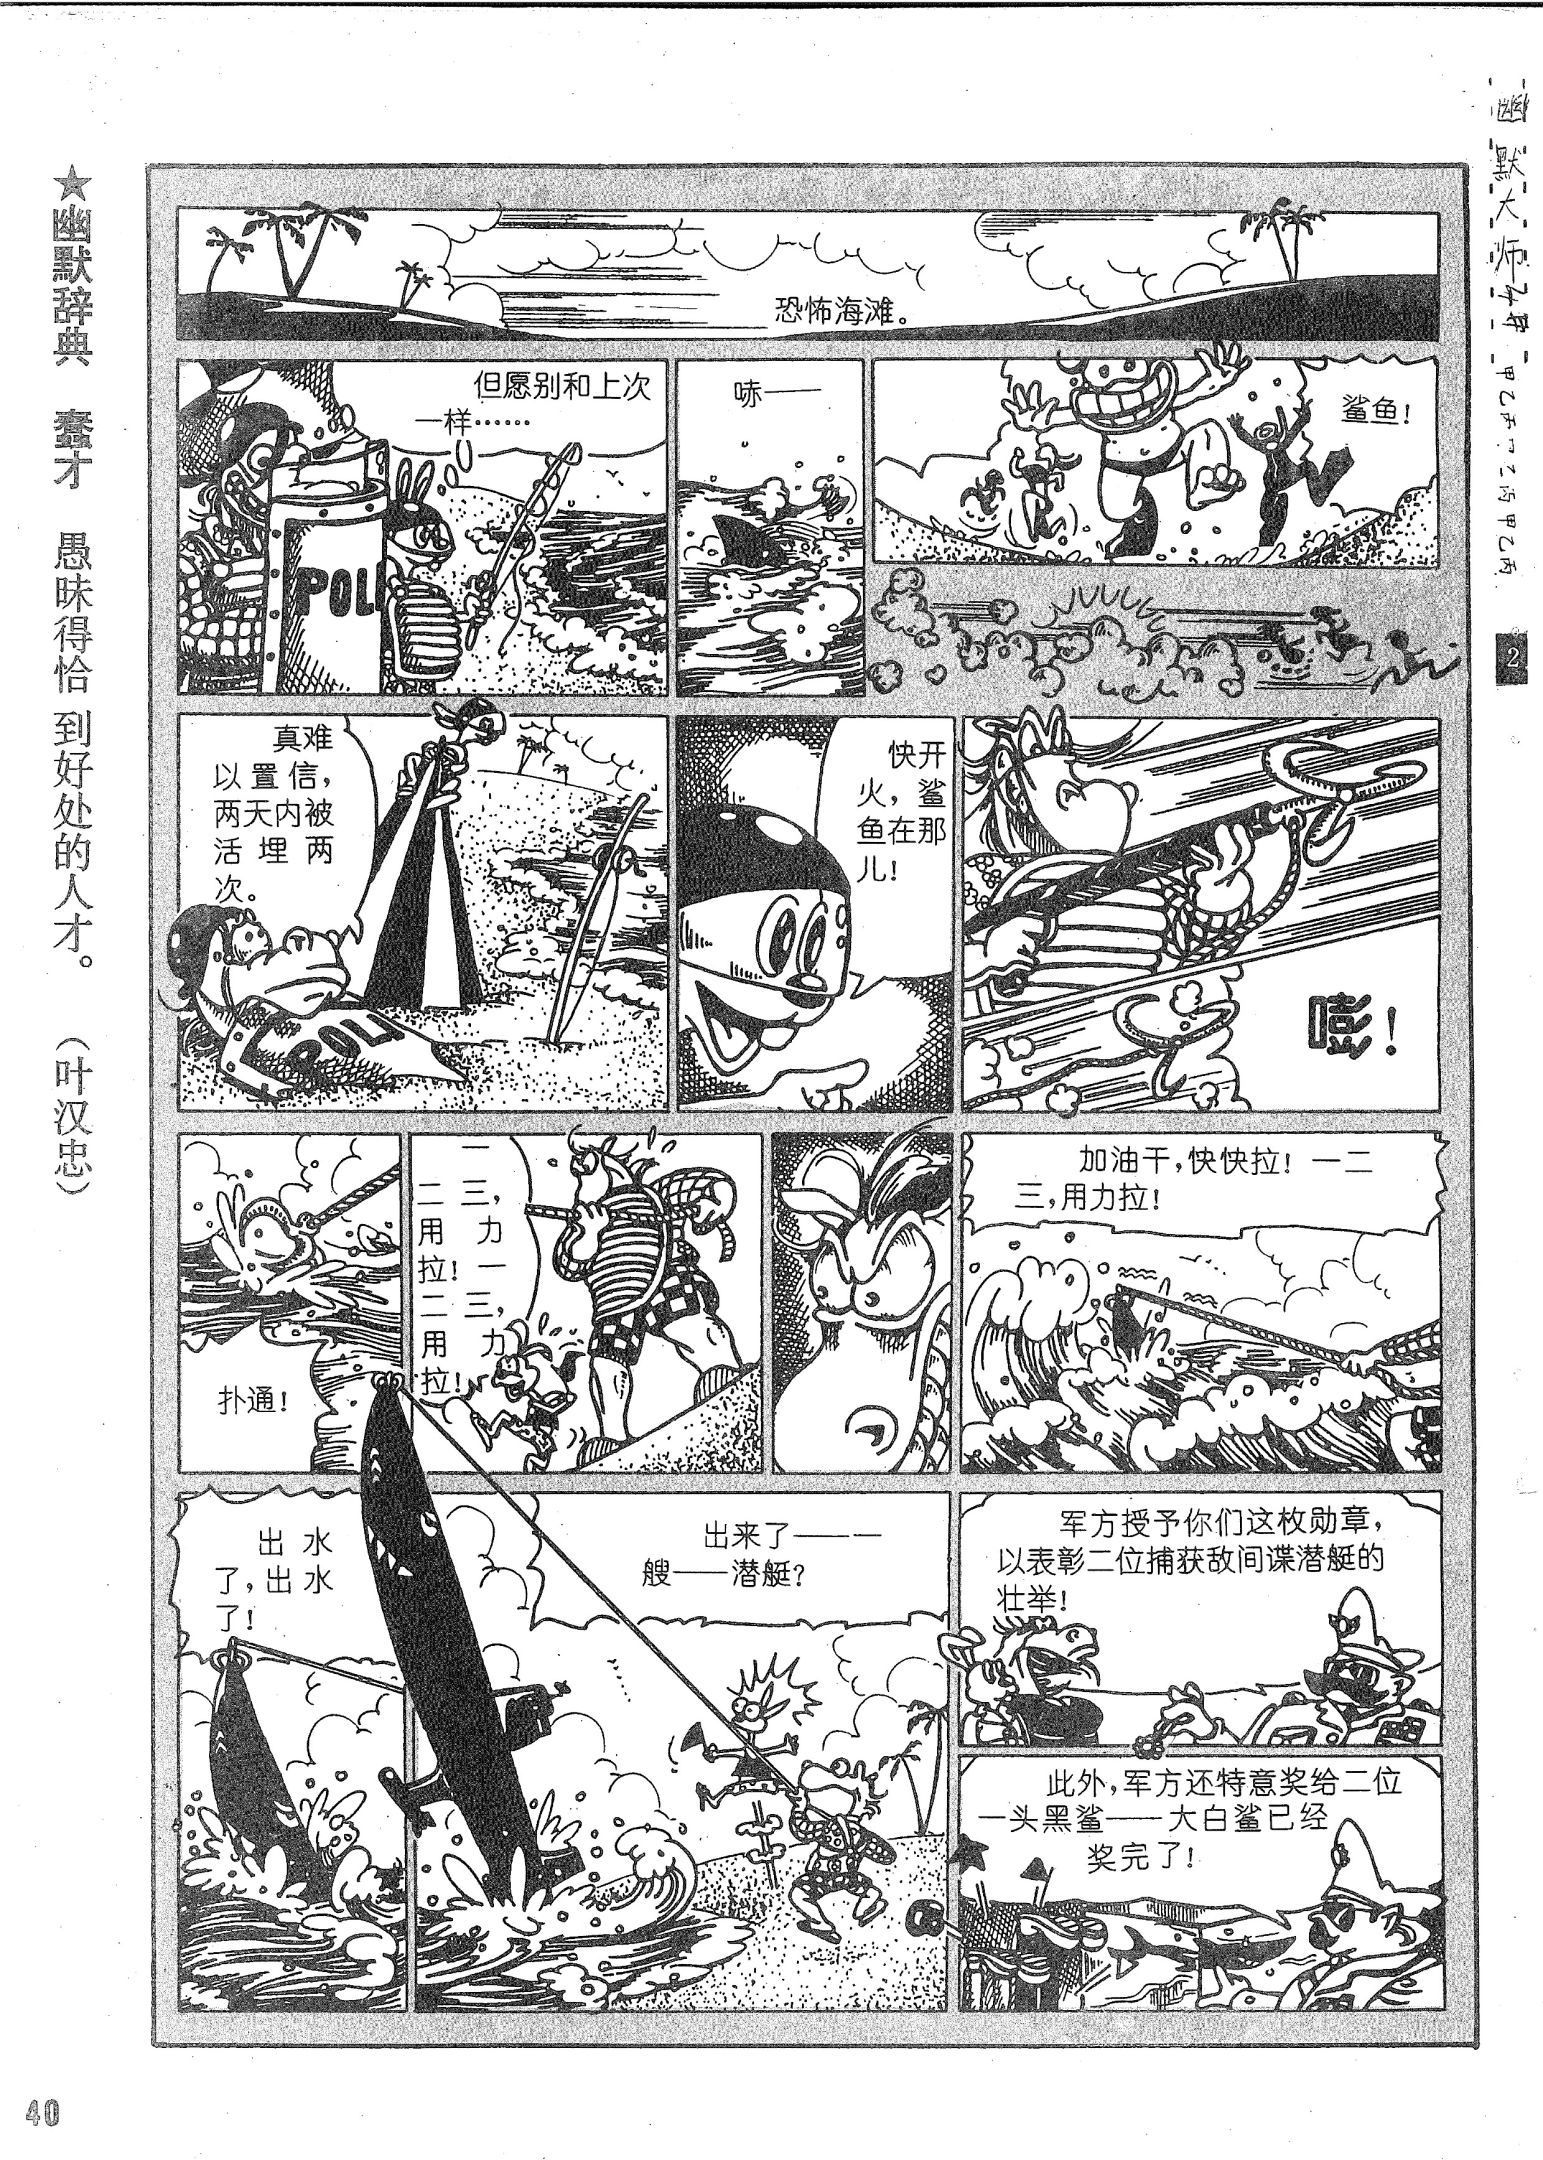 ★幽默辞典 蠢才 愚昧得恰到好处的人才。 （叶汉忠）
幽默大师
2
恐怖海滩。
但愿别和上次
一样……
POLI
哧——
鲨鱼！
真难
以置信，
两天内被
活埋两
次。
POLI
快开
火，鲨
鱼在那
儿！
嘭！
扑通！
一
二三，
用力
拉！一
二三，
用力
拉！
加油干，快快拉！一二
三，用力拉！
出水
了，出水
了！
出来了——一
艘——潜艇？
军方授予你们这枚勋章，
以表彰二位捕获敌间谍潜艇的
壮举！
此外，军方还特意奖给二位
一头黑鲨——大白鲨已经
奖完了！
40